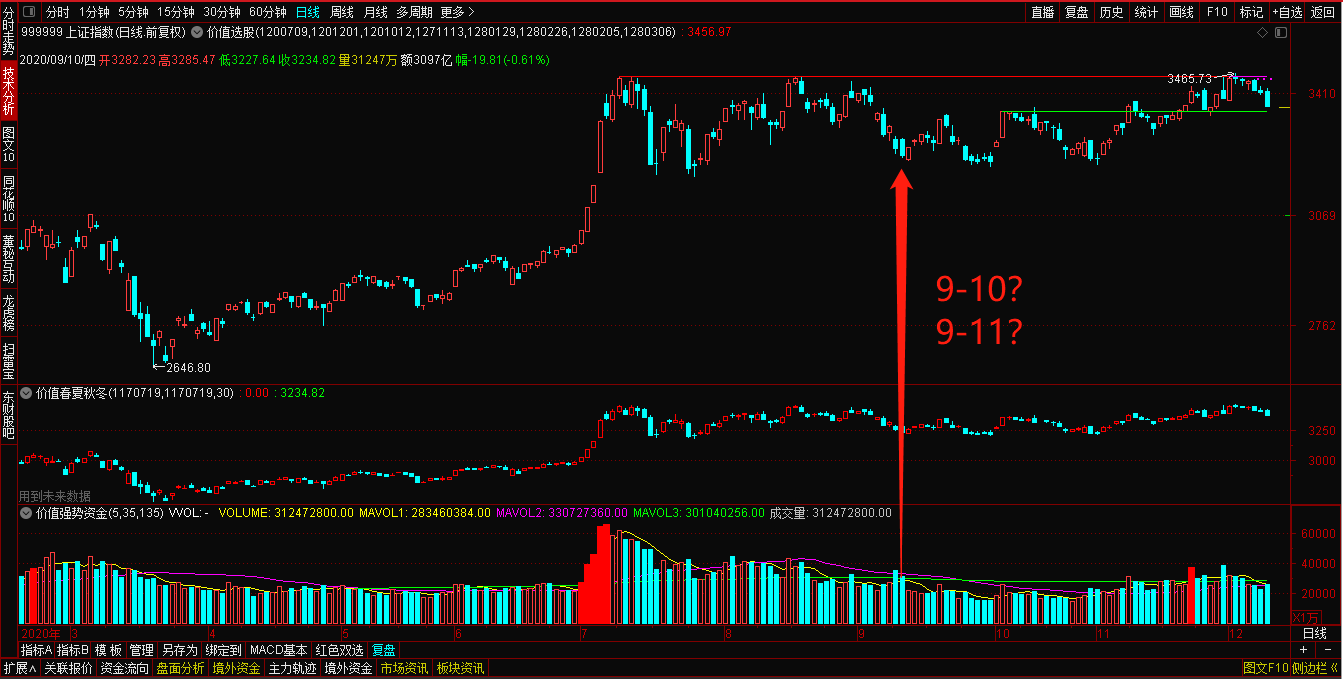 分时 1分钟 5分钟 15分钟 30分钟 60分钟 日线 周线 月线 多周期 更多 > 直播 复盘 历史 统计 画线 F10 标记 +自选 返回
分时走势
技术分析
图文10
同花顺10
董秘互动
龙虎榜
扫雷宝
东财股吧
999999 上证指数(日线.前复权) 价值选股(1200709,1201201,1201012,1271113,1280129,1280226,1280205,1280306) : 3456.97
2020/09/10/四 开3282.23 高3285.47 低3227.64 收3234.82 量31247万 额3097亿 幅-19.81(-0.61%)
3465.73
3410
3069
9-10?
9-11?
2762
2646.80
价值春夏秋冬(1170719,1170719,30) : 0.00 : 3234.82
3250
3000
用到未来数据
价值强势资金(5,35,135) VVOL: - VOLUME: 312472800.00 MAVOL1: 283460384.00 MAVOL2: 330727360.00 MAVOL3: 301040256.00 成交量: 312472800.00
60000
40000
20000
X1万
2020年 3 4 5 6 7 8 9 10 11 12 日线
指标A 指标B 模板 管理 另存为 绑定到 MACD基本 红色双选 复盘 + -
扩展∧ 关联报价 资金流向 盘面分析 境外资金 主力轨迹 境外资金 市场资讯 板块资讯 图文F10 侧边栏《